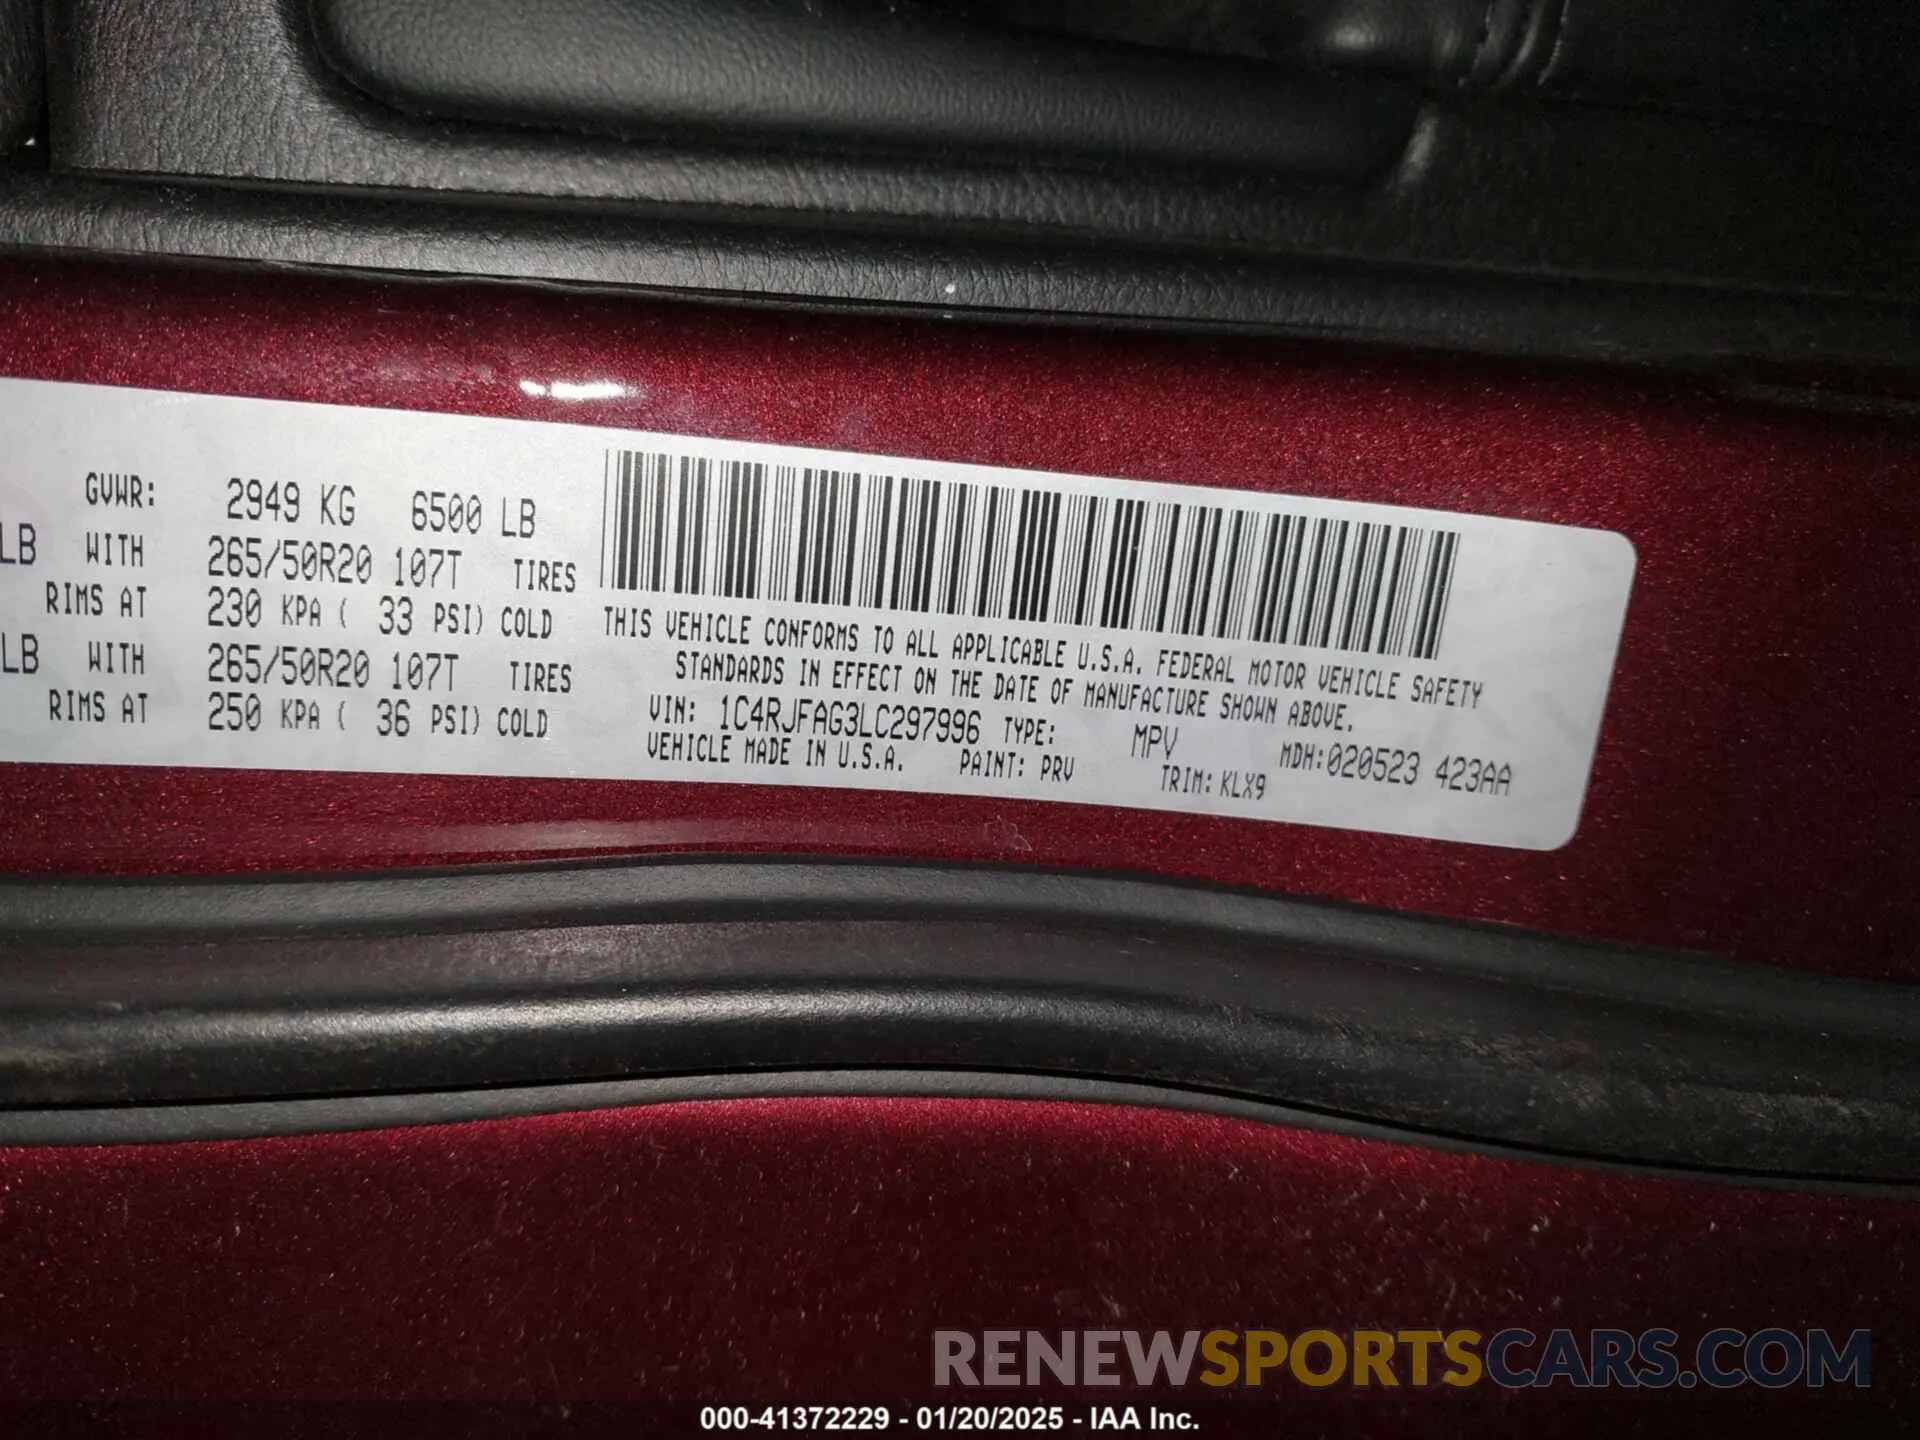 GVWR: 2949 KG 6500 LB
LB WITH 265/50R20 107T TIRES
RIMS AT 230 KPA ( 33 PSI) COLD
LB WITH 265/50R20 107T TIRES
RIMS AT 250 KPA ( 36 PSI) COLD
THIS VEHICLE CONFORMS TO ALL APPLICABLE U.S.A. FEDERAL MOTOR VEHICLE SAFETY
STANDARDS IN EFFECT ON THE DATE OF MANUFACTURE SHOWN ABOVE.
VIN: 1C4RJFAG3LC297996 TYPE: MPV MDH:020523 423AA
VEHICLE MADE IN U.S.A. PAINT: PRV TRIM: KLX9
RENEWSPORTSCARS.COM
000-41372229 - 01/20/2025 - IAA Inc.